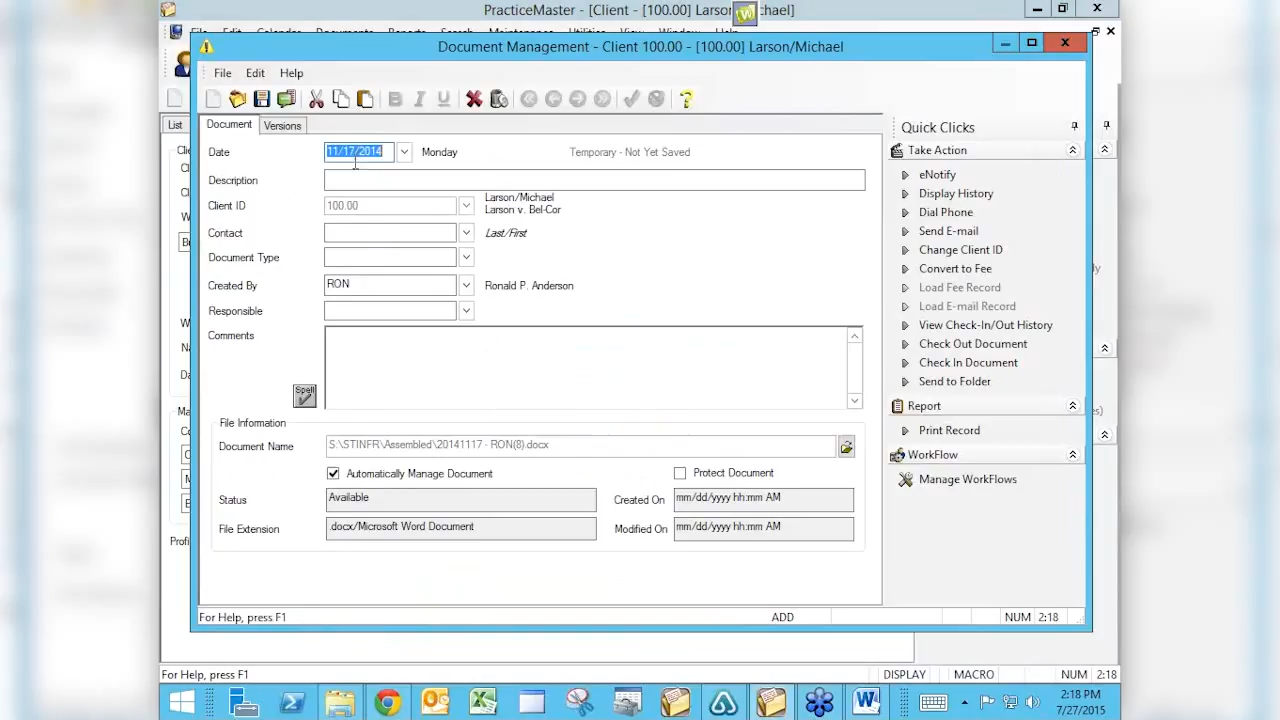 PracticeMaster - [Client - [100.00] Larso hael]
Document Management - Client 100.00 - [100.00] Larson/Michael
File Edit Help
B I U
Document Versions
List
Date 11/17/2014 Monday Temporary - Not Yet Saved
Description
Client ID 100.00 Larson/Michael
Larson v. Bel-Cor
Contact Last/First
Document Type
Created By RON Ronald P. Anderson
Responsible
Comments
Spell
File Information
Document Name S:\STINFR\Assembled\20141117 - RON(8).docx
Automatically Manage Document Protect Document
Status Available Created On mm/dd/yyyy hh:mm AM
File Extension .docx/Microsoft Word Document Modified On mm/dd/yyyy hh:mm AM
For Help, press F1 ADD NUM 2:18
Quick Clicks
Take Action
eNotify
Display History
Dial Phone
Send E-mail
Change Client ID
Convert to Fee
Load Fee Record
Load E-mail Record
View Check-In/Out History
Check Out Document
Check In Document
Send to Folder
Report
Print Record
WorkFlow
Manage WorkFlows
For Help, press F1 DISPLAY MACRO NUM 2:18
2:18 PM
7/27/2015